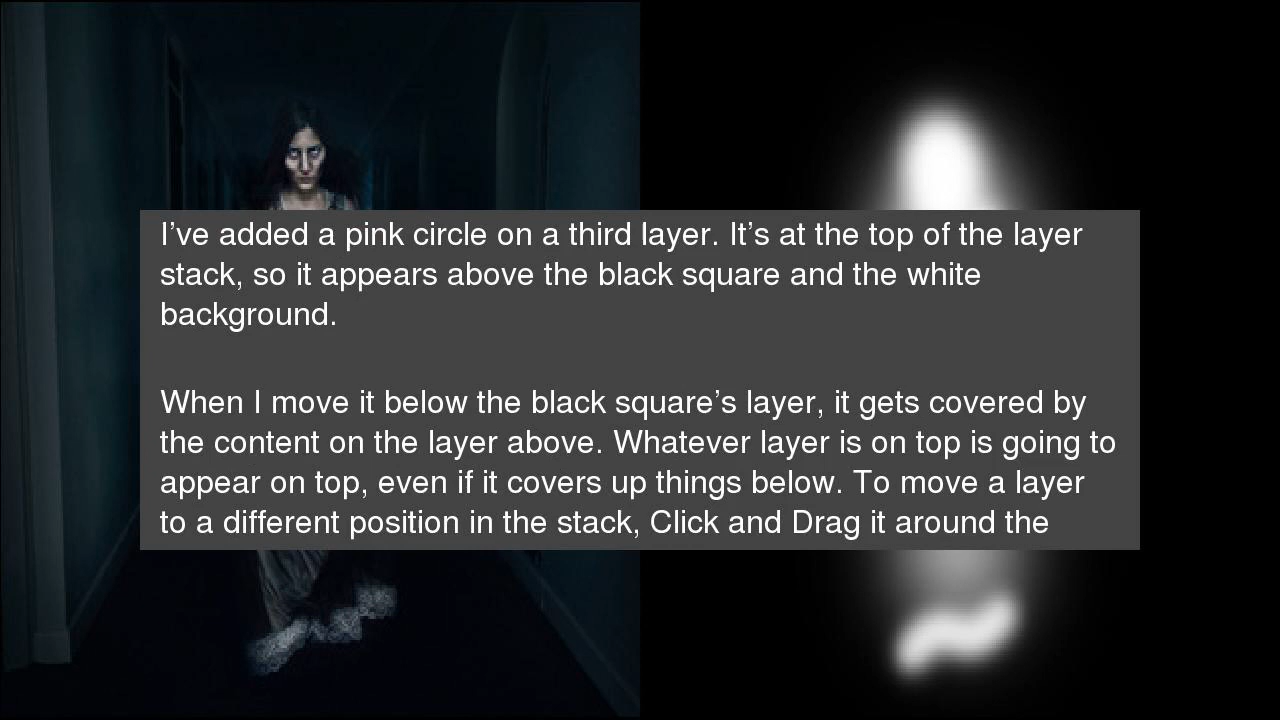 I’ve added a pink circle on a third layer. It’s at the top of the layer
stack, so it appears above the black square and the white
background.
When I move it below the black square’s layer, it gets covered by
the content on the layer above. Whatever layer is on top is going to
appear on top, even if it covers up things below. To move a layer
to a different position in the stack, Click and Drag it around the